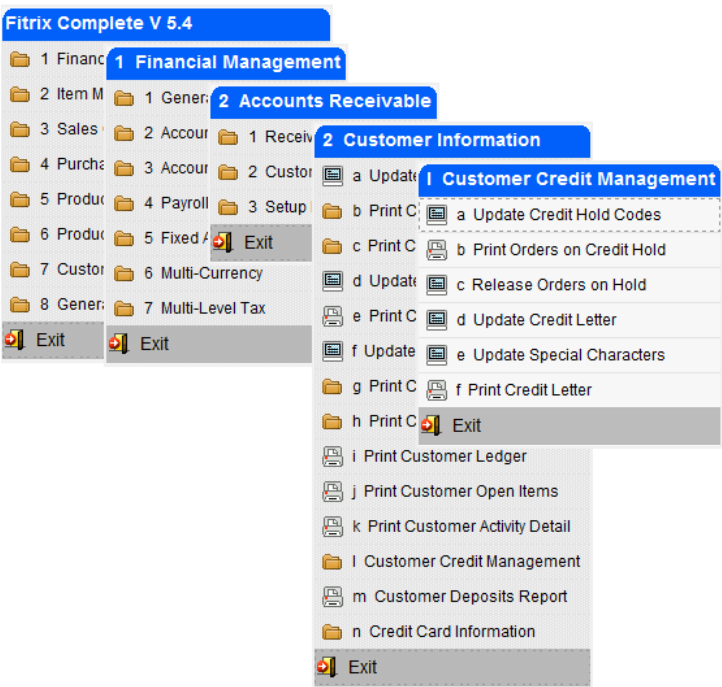 Fitrix Complete V 5.4
1 Financ
2 Item M
3 Sales
4 Purcha
5 Produc
6 Produc
7 Custor
8 Genera
Exit
1 Financial Management
1 Genera
2 Accour
3 Accour
4 Payroll
5 Fixed A
6 Multi-Currency
7 Multi-Level Tax
Exit
2 Accounts Receivable
1 Receiv
2 Custor
3 Setup
Exit
2 Customer Information
a Update
b Print C
c Print C
d Update
e Print C
f Update
g Print C
h Print C
i Print Customer Ledger
j Print Customer Open Items
k Print Customer Activity Detail
l Customer Credit Management
m Customer Deposits Report
n Credit Card Information
Exit
l Customer Credit Management
a Update Credit Hold Codes
b Print Orders on Credit Hold
c Release Orders on Hold
d Update Credit Letter
e Update Special Characters
f Print Credit Letter
Exit